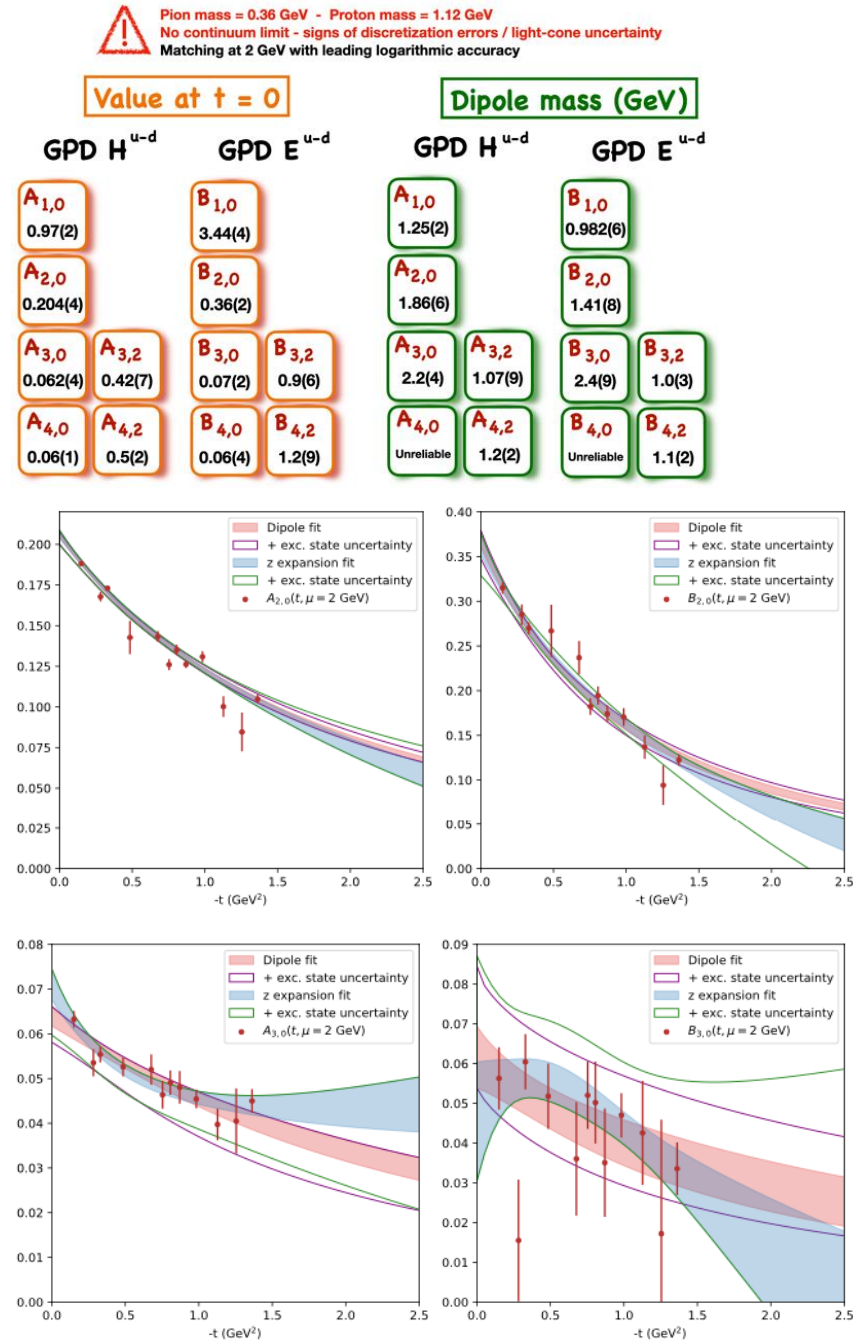 Pion mass = 0.36 GeV - Proton mass = 1.12 GeV
No continuum limit - signs of discretization errors / light-cone uncertainty
Matching at 2 GeV with leading logarithmic accuracy
Value at t = 0
Dipole mass (GeV)
GPD H^{u-d}
GPD E^{u-d}
GPD H^{u-d}
GPD E^{u-d}
A_{1,0}
0.97(2)
B_{1,0}
3.44(4)
A_{1,0}
1.25(2)
B_{1,0}
0.982(6)
A_{2,0}
0.204(4)
B_{2,0}
0.36(2)
A_{2,0}
1.86(6)
B_{2,0}
1.41(8)
A_{3,0}
0.062(4)
A_{3,2}
0.42(7)
B_{3,0}
0.07(2)
B_{3,2}
0.9(6)
A_{3,0}
2.2(4)
A_{3,2}
1.07(9)
B_{3,0}
2.4(9)
B_{3,2}
1.0(3)
A_{4,0}
0.06(1)
A_{4,2}
0.5(2)
B_{4,0}
0.06(4)
B_{4,2}
1.2(9)
A_{4,0}
Unreliable
A_{4,2}
1.2(2)
B_{4,0}
Unreliable
B_{4,2}
1.1(2)
Dipole fit
+ exc. state uncertainty
z expansion fit
+ exc. state uncertainty
A_{2,0}(t, μ = 2 GeV)
0.200
0.175
0.150
0.125
0.100
0.075
0.050
0.025
0.000
0.0 0.5 1.0 1.5 2.0 2.5
-t (GeV²)
Dipole fit
+ exc. state uncertainty
z expansion fit
+ exc. state uncertainty
B_{2,0}(t, μ = 2 GeV)
0.40
0.35
0.30
0.25
0.20
0.15
0.10
0.05
0.00
0.0 0.5 1.0 1.5 2.0 2.5
-t (GeV²)
Dipole fit
+ exc. state uncertainty
z expansion fit
+ exc. state uncertainty
A_{3,0}(t, μ = 2 GeV)
0.08
0.07
0.06
0.05
0.04
0.03
0.02
0.01
0.00
0.0 0.5 1.0 1.5 2.0 2.5
-t (GeV²)
Dipole fit
+ exc. state uncertainty
z expansion fit
+ exc. state uncertainty
B_{3,0}(t, μ = 2 GeV)
0.09
0.08
0.07
0.06
0.05
0.04
0.03
0.02
0.01
0.00
0.0 0.5 1.0 1.5 2.0 2.5
-t (GeV²)